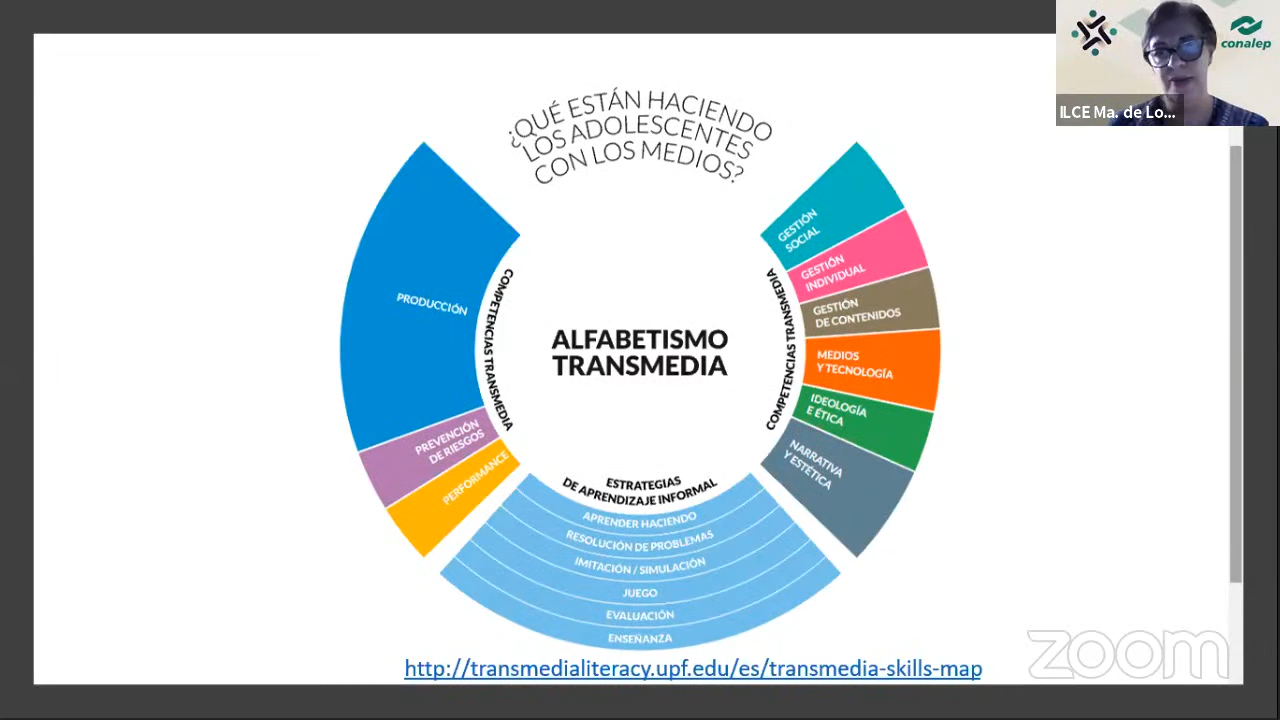 conalep
ILCE Ma. de Lo...
¿QUÉ ESTÁN HACIENDO
LOS ADOLESCENTES
CON LOS MEDIOS?
PRODUCCIÓN
PREVENCIÓN
DE RIESGOS
PERFORMANCE
COMPETENCIAS TRANSMEDIA
ALFABETISMO
TRANSMEDIA
COMPETENCIAS TRANSMEDIA
GESTIÓN
SOCIAL
GESTIÓN
INDIVIDUAL
GESTIÓN
DE CONTENIDOS
MEDIOS
Y TECNOLOGÍA
IDEOLOGÍA
E ÉTICA
NARRATIVA
Y ESTÉTICA
ESTRATEGIAS
DE APRENDIZAJE INFORMAL
APRENDER HACIENDO
RESOLUCIÓN DE PROBLEMAS
IMITACIÓN / SIMULACIÓN
JUEGO
EVALUACIÓN
ENSEÑANZA
http://transmedialiteracy.upf.edu/es/transmedia-skills-map
zoom